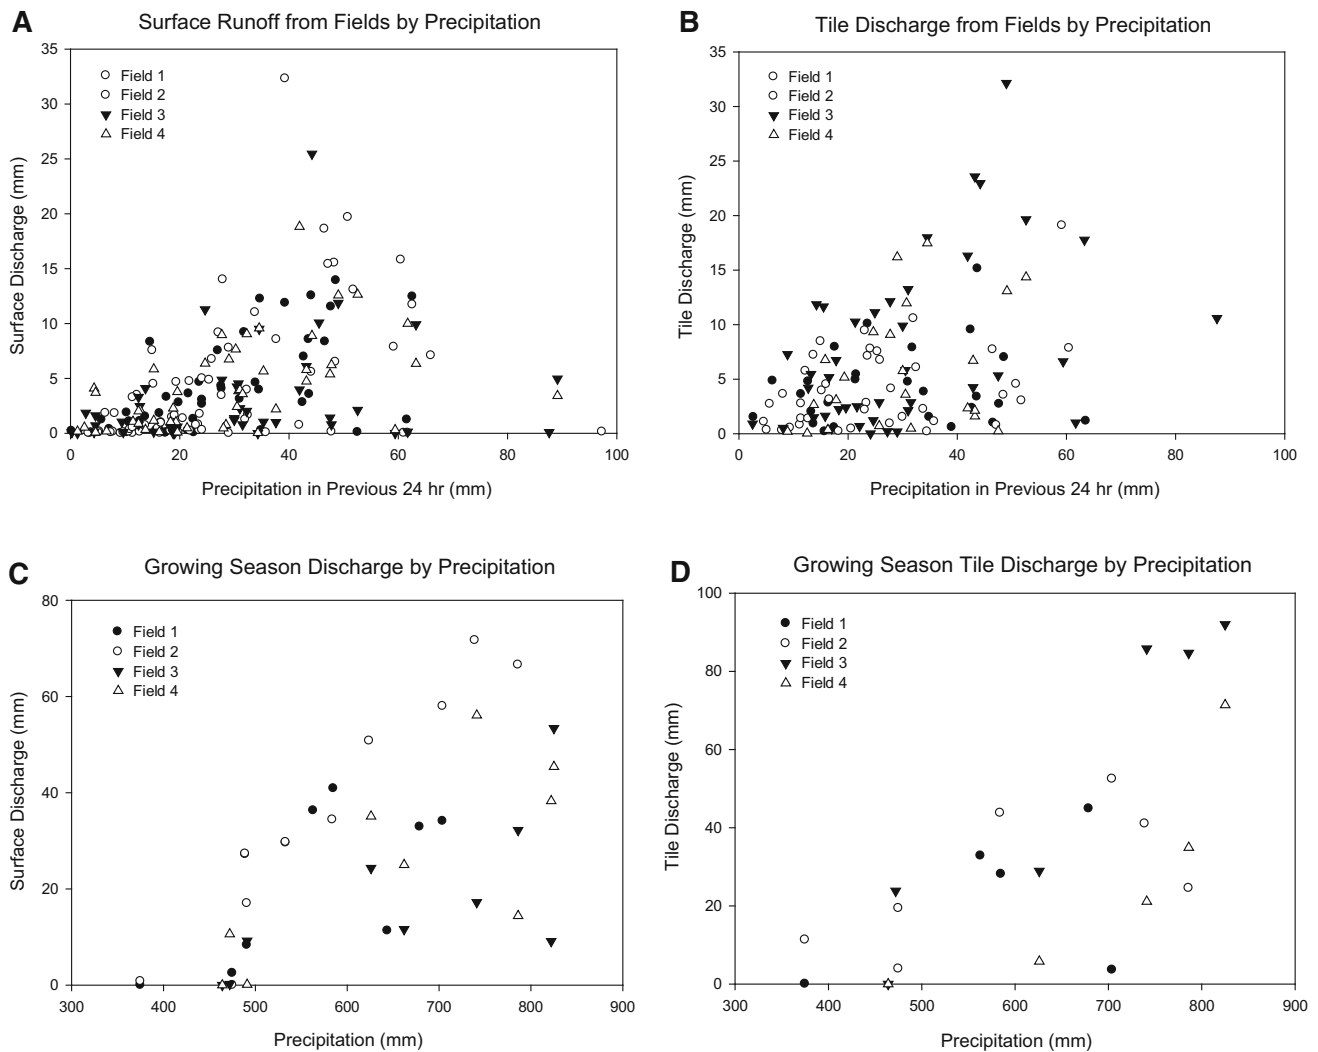 A
Surface Runoff from Fields by Precipitation
35
30
25
20
15
10
5
0
Surface Discharge (mm)
Field 1
Field 2
Field 3
Field 4
0 20 40 60 80 100
Precipitation in Previous 24 hr (mm)
B
Tile Discharge from Fields by Precipitation
35
30
25
20
15
10
5
0
Tile Discharge (mm)
Field 1
Field 2
Field 3
Field 4
0 20 40 60 80 100
Precipitation in Previous 24 hr (mm)
C
Growing Season Discharge by Precipitation
80
60
40
20
0
Surface Discharge (mm)
Field 1
Field 2
Field 3
Field 4
300 400 500 600 700 800 900
Precipitation (mm)
D
Growing Season Tile Discharge by Precipitation
100
80
60
40
20
0
Tile Discharge (mm)
Field 1
Field 2
Field 3
Field 4
300 400 500 600 700 800 900
Precipitation (mm)